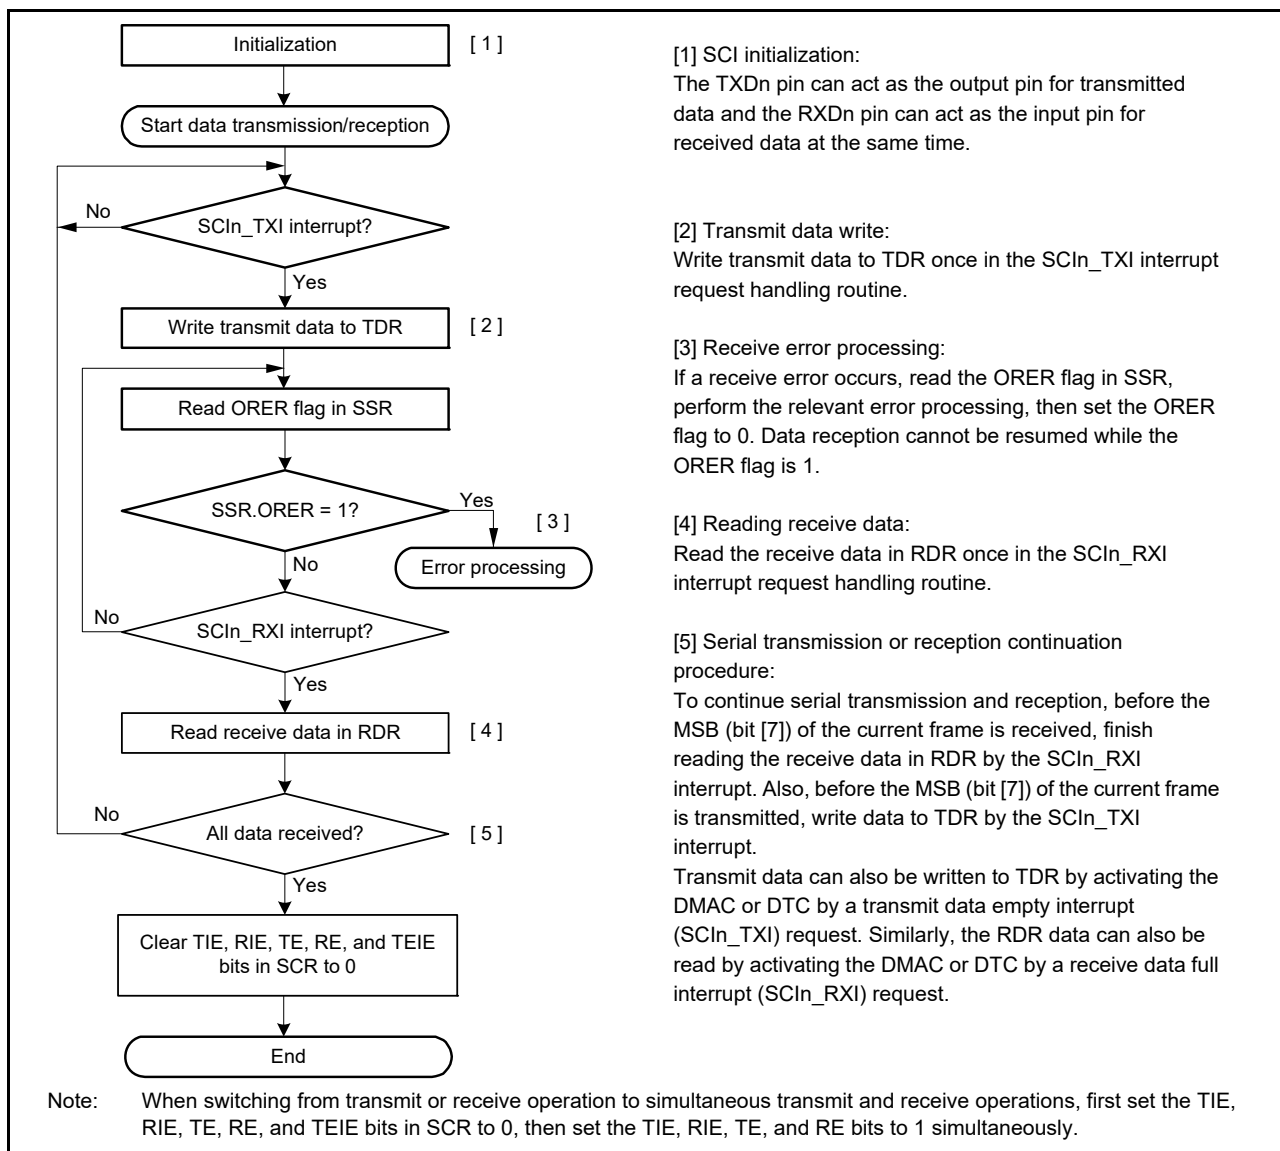 Initialization
[ 1 ]
Start data transmission/reception
No
SCIn_TXI interrupt?
Yes
Write transmit data to TDR
[ 2 ]
Read ORER flag in SSR
SSR.ORER = 1?
Yes
[ 3 ]
Error processing
No
No
SCIn_RXI interrupt?
Yes
Read receive data in RDR
[ 4 ]
No
All data received?
[ 5 ]
Yes
Clear TIE, RIE, TE, RE, and TEIE
bits in SCR to 0
End
[1] SCI initialization:
The TXDn pin can act as the output pin for transmitted
data and the RXDn pin can act as the input pin for
received data at the same time.
[2] Transmit data write:
Write transmit data to TDR once in the SCIn_TXI interrupt
request handling routine.
[3] Receive error processing:
If a receive error occurs, read the ORER flag in SSR,
perform the relevant error processing, then set the ORER
flag to 0. Data reception cannot be resumed while the
ORER flag is 1.
[4] Reading receive data:
Read the receive data in RDR once in the SCIn_RXI
interrupt request handling routine.
[5] Serial transmission or reception continuation
procedure:
To continue serial transmission and reception, before the
MSB (bit [7]) of the current frame is received, finish
reading the receive data in RDR by the SCIn_RXI
interrupt. Also, before the MSB (bit [7]) of the current frame
is transmitted, write data to TDR by the SCIn_TXI
interrupt.
Transmit data can also be written to TDR by activating the
DMAC or DTC by a transmit data empty interrupt
(SCIn_TXI) request. Similarly, the RDR data can also be
read by activating the DMAC or DTC by a receive data full
interrupt (SCIn_RXI) request.
Note: When switching from transmit or receive operation to simultaneous transmit and receive operations, first set the TIE,
RIE, TE, RE, and TEIE bits in SCR to 0, then set the TIE, RIE, TE, and RE bits to 1 simultaneously.